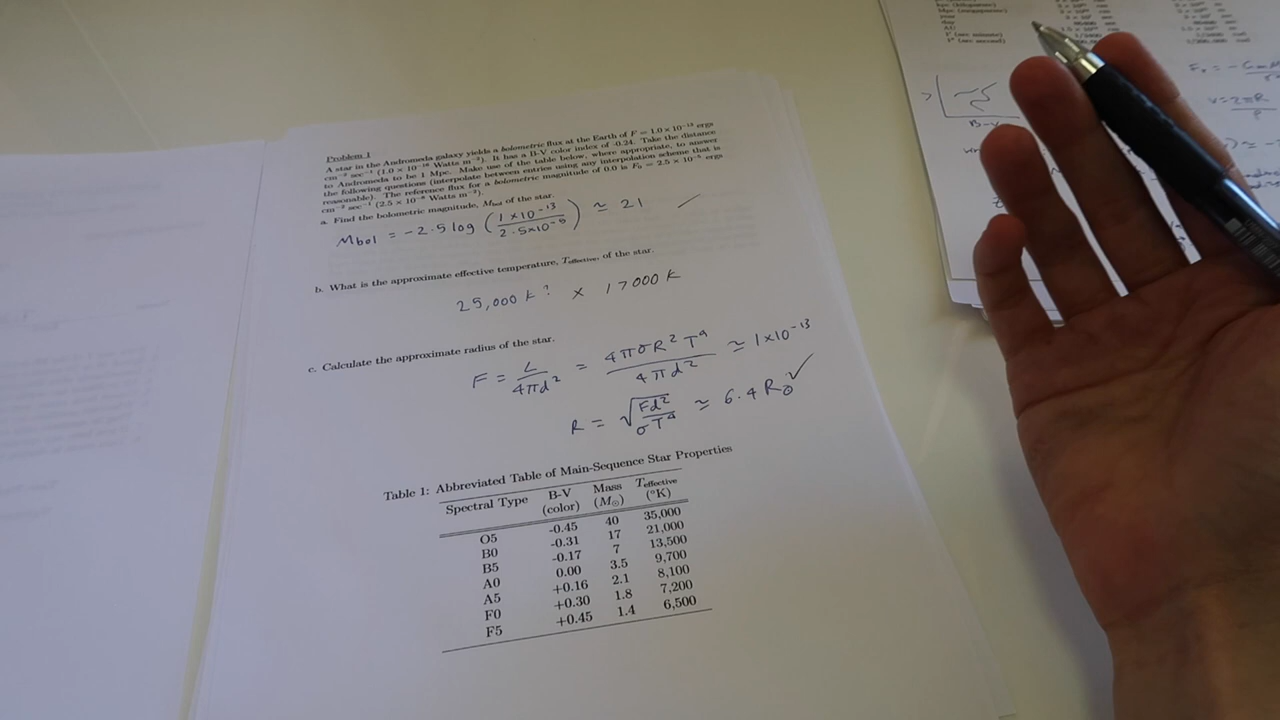 Problem 1
A star in the Andromeda galaxy yields a bolometric flux at the Earth of F = 1.0 × 10⁻¹³ ergs
cm⁻² sec⁻¹ (1.0 × 10⁻¹⁶ Watts m⁻²). It has a B-V color index of -0.24. Take the distance
to Andromeda to be 1 Mpc. Make use of the table below, where appropriate, to answer
the following questions (interpolate between entries using any interpolation scheme that is
reasonable). The reference flux for a bolometric magnitude of 0.0 is F₀ = 2.5 × 10⁻⁵ ergs
cm⁻² sec⁻¹ (2.5 × 10⁻⁸ Watts m⁻²).
a. Find the bolometric magnitude, Mbol of the star.
Mbol = -2.5 log (1×10⁻¹³ / 2.5×10⁻⁵) ≃ 21
b. What is the approximate effective temperature, Teffective, of the star.
25,000 K? × 17000 K
c. Calculate the approximate radius of the star.
F = L / 4πd² = 4πσR²T⁴ / 4πd² ≃ 1×10⁻¹³
R = √(Fd² / σT⁴) ≃ 6.4 R⊙ ✓
Table 1: Abbreviated Table of Main-Sequence Star Properties
Spectral Type B-V (color) Mass (M⊙) Teffective (°K)
O5 -0.45 40 35,000
B0 -0.31 17 21,000
B5 -0.17 7 13,500
A0 0.00 3.5 9,700
A5 +0.16 2.1 8,100
F0 +0.30 1.8 7,200
F5 +0.45 1.4 6,500
B-V